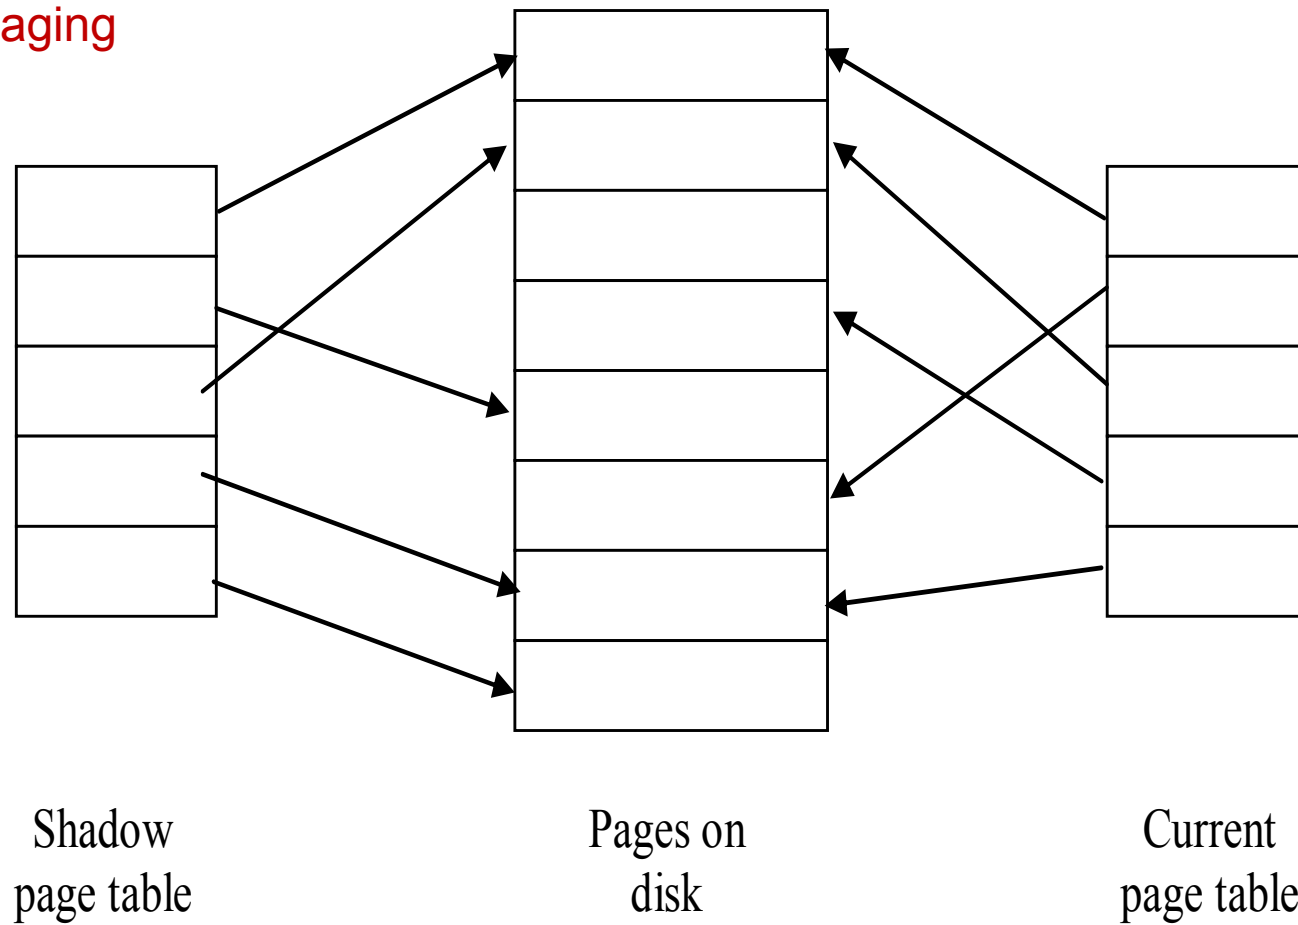 aging
Shadow
page table
Pages on
disk
Current
page table